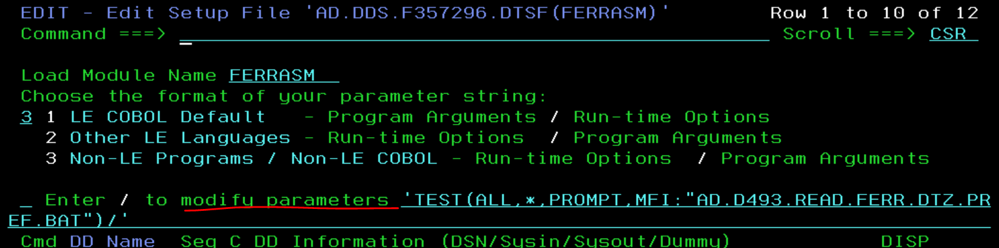 EDIT - Edit Setup File 'AD.DDS.F357296.DTSF(FERRASM)' Row 1 to 10 of 12
Command ===> Scroll ===> CSR
Load Module Name FERRASM
Choose the format of your parameter string:
3 1 LE COBOL Default - Program Arguments / Run-time Options
2 Other LE Languages - Run-time Options / Program Arguments
3 Non-LE Programs / Non-LE COBOL - Run-time Options / Program Arguments
_ Enter / to modify parameters 'TEST(ALL,*,PROMPT,MFI:"AD.D493.READ.FERR.DTZ.PR
EF.BAT")/'
Cmd DD Name Seq C DD Information (DSN/Sysin/Sysout/Dummy) DISP